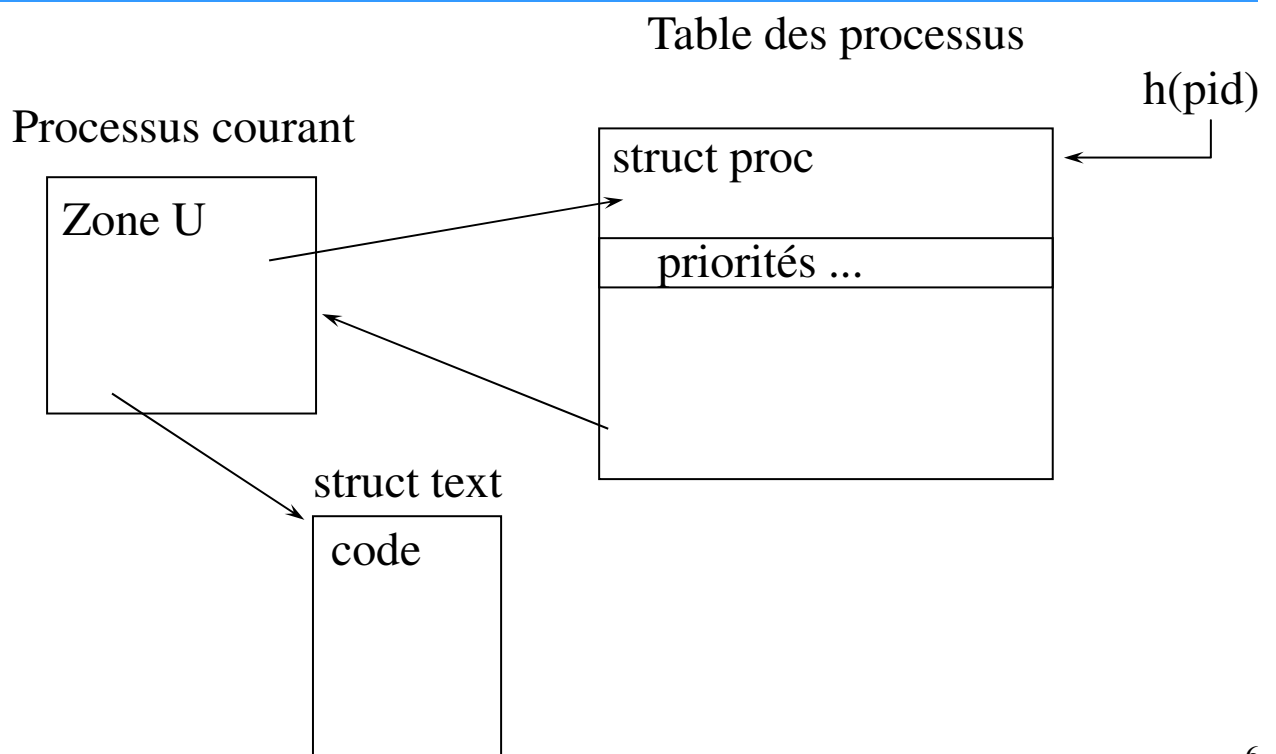 Table des processus
h(pid)
Processus courant
struct proc
Zone U
priorités ...
struct text
code